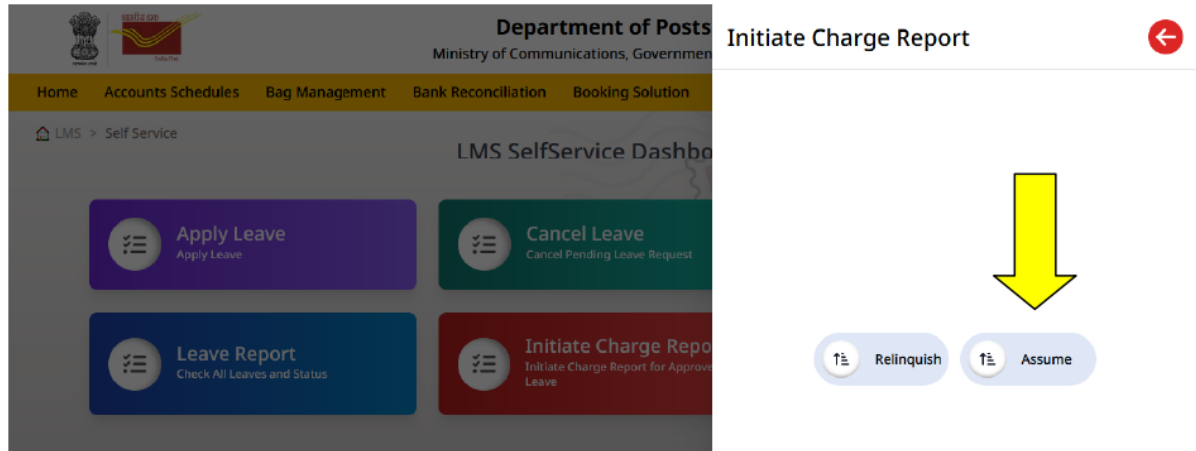 Department of Posts
Ministry of Communications, Governmen
Home Accounts Schedules Bag Management Bank Reconciliation Booking Solution
LMS > Self Service
LMS SelfService Dashbo
Apply Leave
Apply Leave
Cancel Leave
Cancel Pending Leave Request
Leave Report
Check All Leaves and Status
Initiate Charge Repo
Initiate Charge Report for Approve
Leave
Initiate Charge Report
Relinquish
Assume